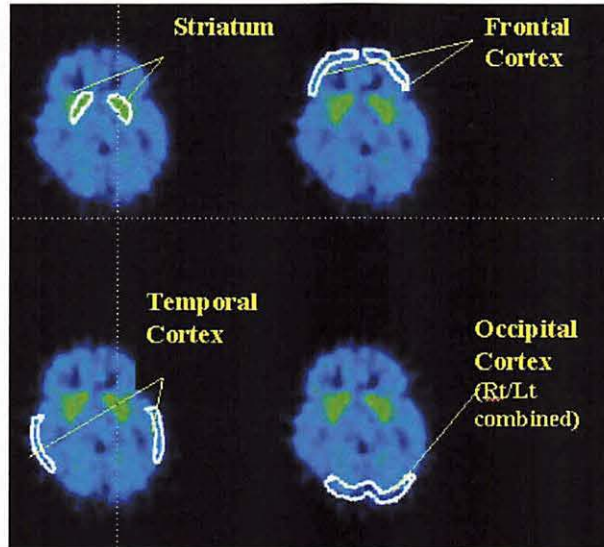 Striatum
Frontal
Cortex
Temporal
Cortex
Occipital
Cortex
(Rt/Lt
combined)